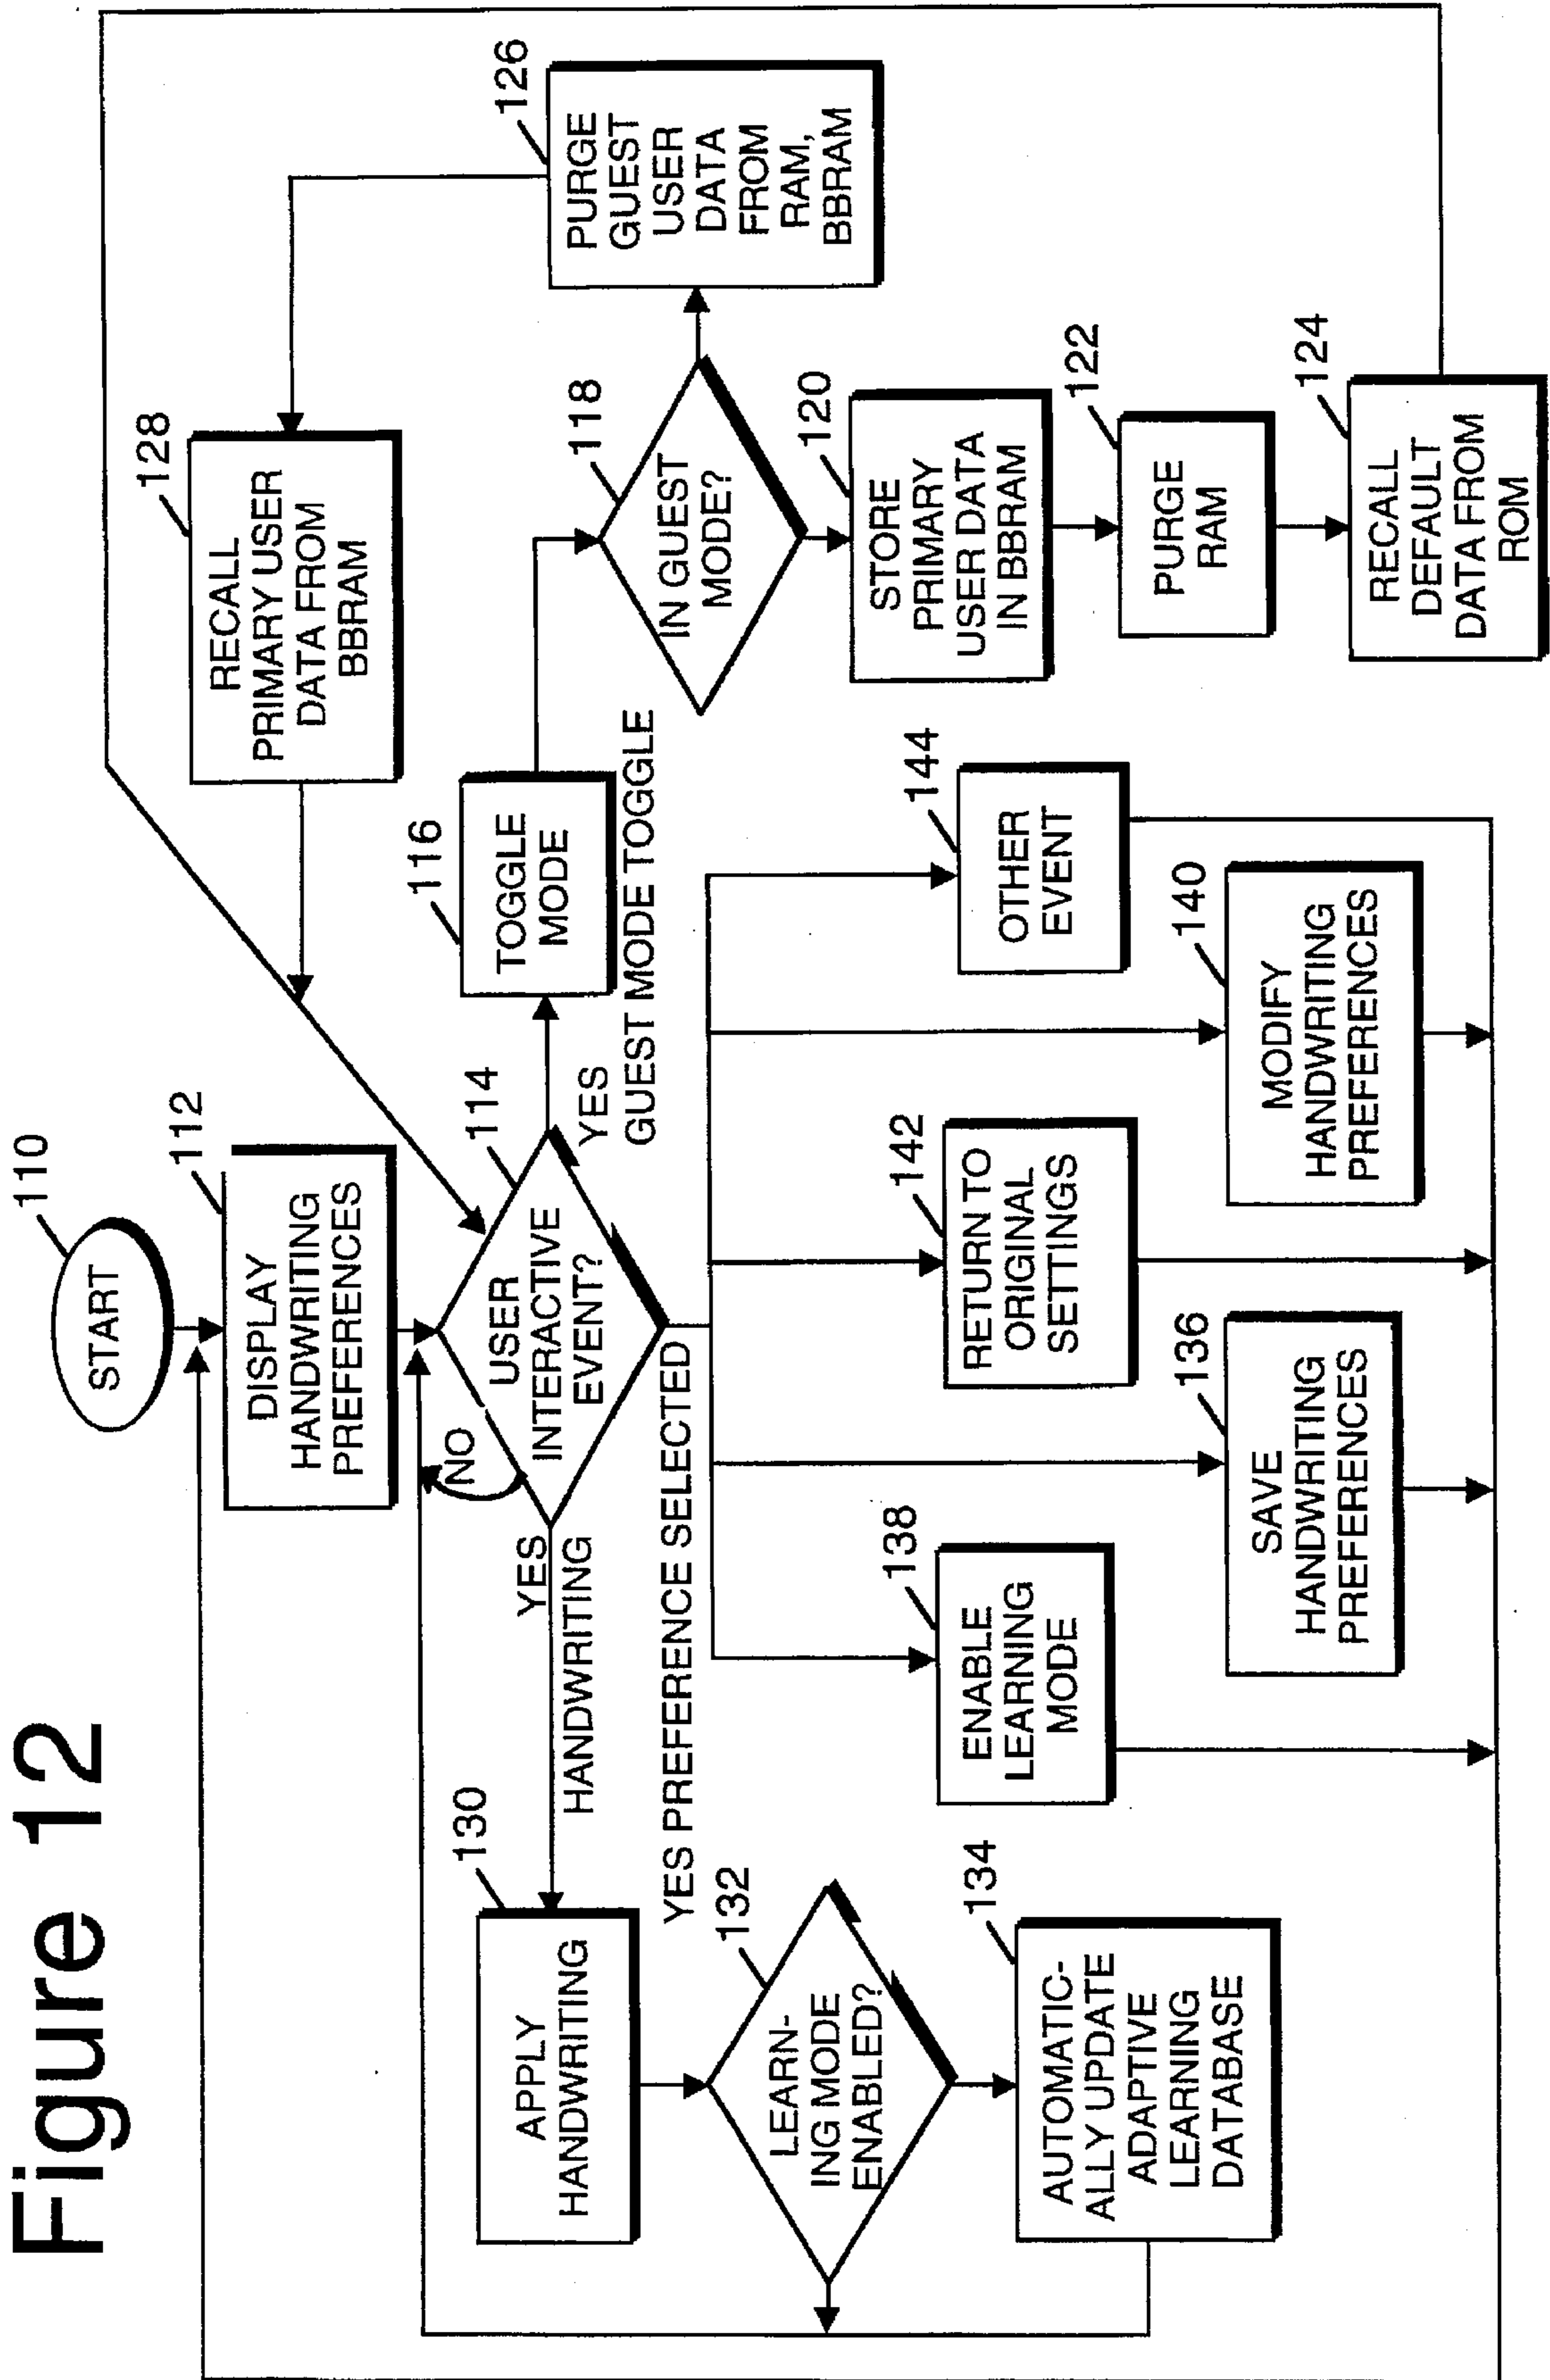 Figure 12
110
START
112
DISPLAY
HANDWRITING
PREFERENCES
114
USER
INTERACTIVE
EVENT?
NO
YES
HANDWRITING
YES
GUEST MODE TOGGLE
YES PREFERENCE SELECTED
116
TOGGLE
MODE
118
IN GUEST
MODE?
120
STORE
PRIMARY
USER DATA
IN BBRAM
122
PURGE
RAM
124
RECALL
DEFAULT
DATA FROM
ROM
126
PURGE
GUEST
USER
DATA
FROM
RAM,
BBRAM
128
RECALL
PRIMARY USER
DATA FROM
BBRAM
130
APPLY
HANDWRITING
132
LEARN-
ING MODE
ENABLED?
134
AUTOMATIC-
ALLY UPDATE
ADAPTIVE
LEARNING
DATABASE
138
ENABLE
LEARNING
MODE
136
SAVE
HANDWRITING
PREFERENCES
142
RETURN TO
ORIGINAL
SETTINGS
140
MODIFY
HANDWRITING
PREFERENCES
144
OTHER
EVENT